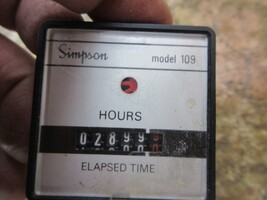 Simpson model 109
HOURS
02899
ELAPSED TIME